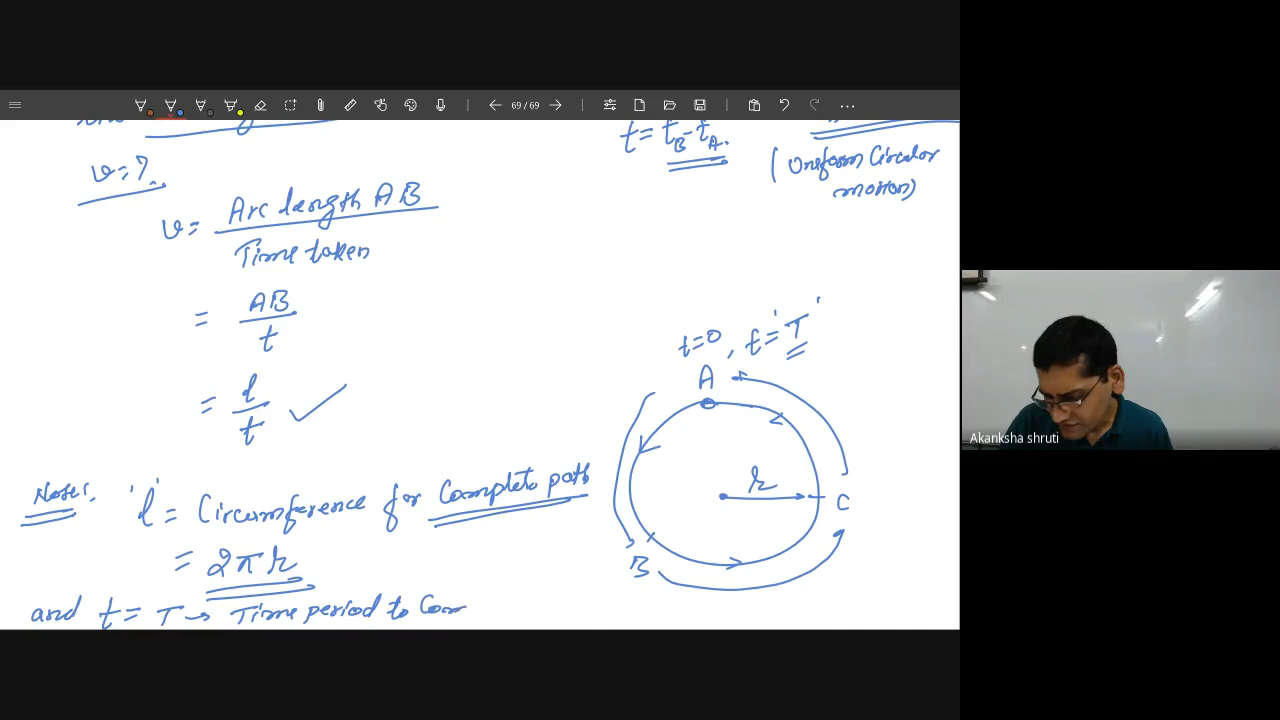 69/69
t = t_B - t_A.
(Uniform Circular
motion)
v = ?
v = Arc length AB
Time taken
= AB
t
= l
t
t=0, t='T'
A
r
C
B
Note:. 'l' = Circumference for Complete path
= 2πr
and t = T → Time period to Com
Akanksha shruti